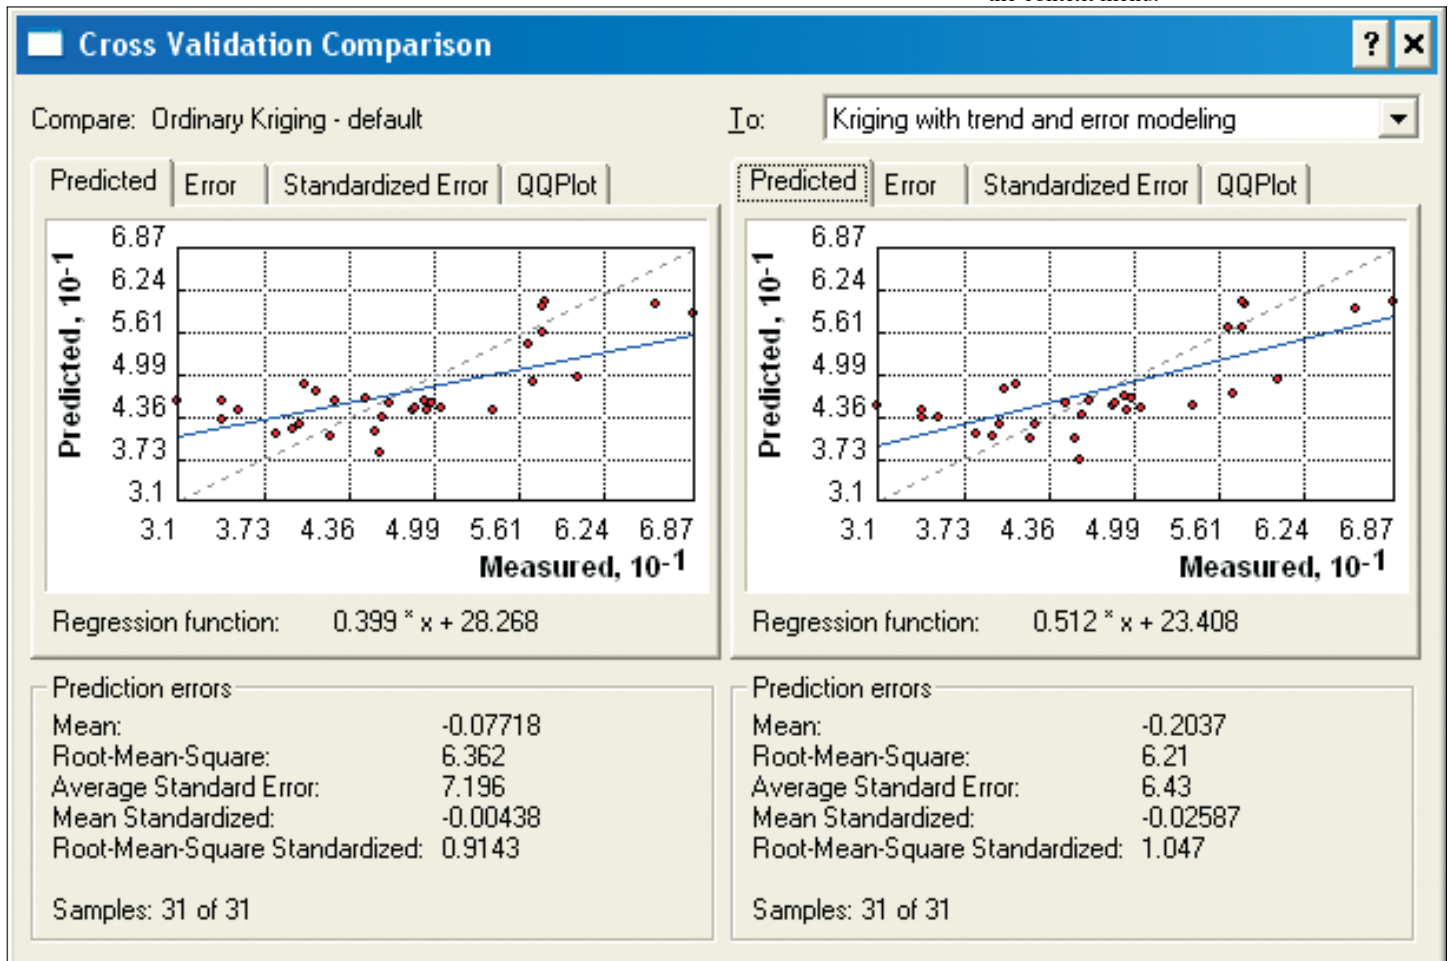 Cross Validation Comparison
? ×
Compare: Ordinary Kriging - default
To: Kriging with trend and error modeling
Predicted Error Standardized Error QQPlot
Predicted, 10-1
6.87
6.24
5.61
4.99
4.36
3.73
3.1
3.1 3.73 4.36 4.99 5.61 6.24 6.87
Measured, 10-1
Regression function: 0.399 * x + 28.268
Prediction errors
Mean: -0.07718
Root-Mean-Square: 6.362
Average Standard Error: 7.196
Mean Standardized: -0.00438
Root-Mean-Square Standardized: 0.9143
Samples: 31 of 31
Predicted Error Standardized Error QQPlot
Predicted, 10-1
6.87
6.24
5.61
4.99
4.36
3.73
3.1
3.1 3.73 4.36 4.99 5.61 6.24 6.87
Measured, 10-1
Regression function: 0.512 * x + 23.408
Prediction errors
Mean: -0.2037
Root-Mean-Square: 6.21
Average Standard Error: 6.43
Mean Standardized: -0.02587
Root-Mean-Square Standardized: 1.047
Samples: 31 of 31